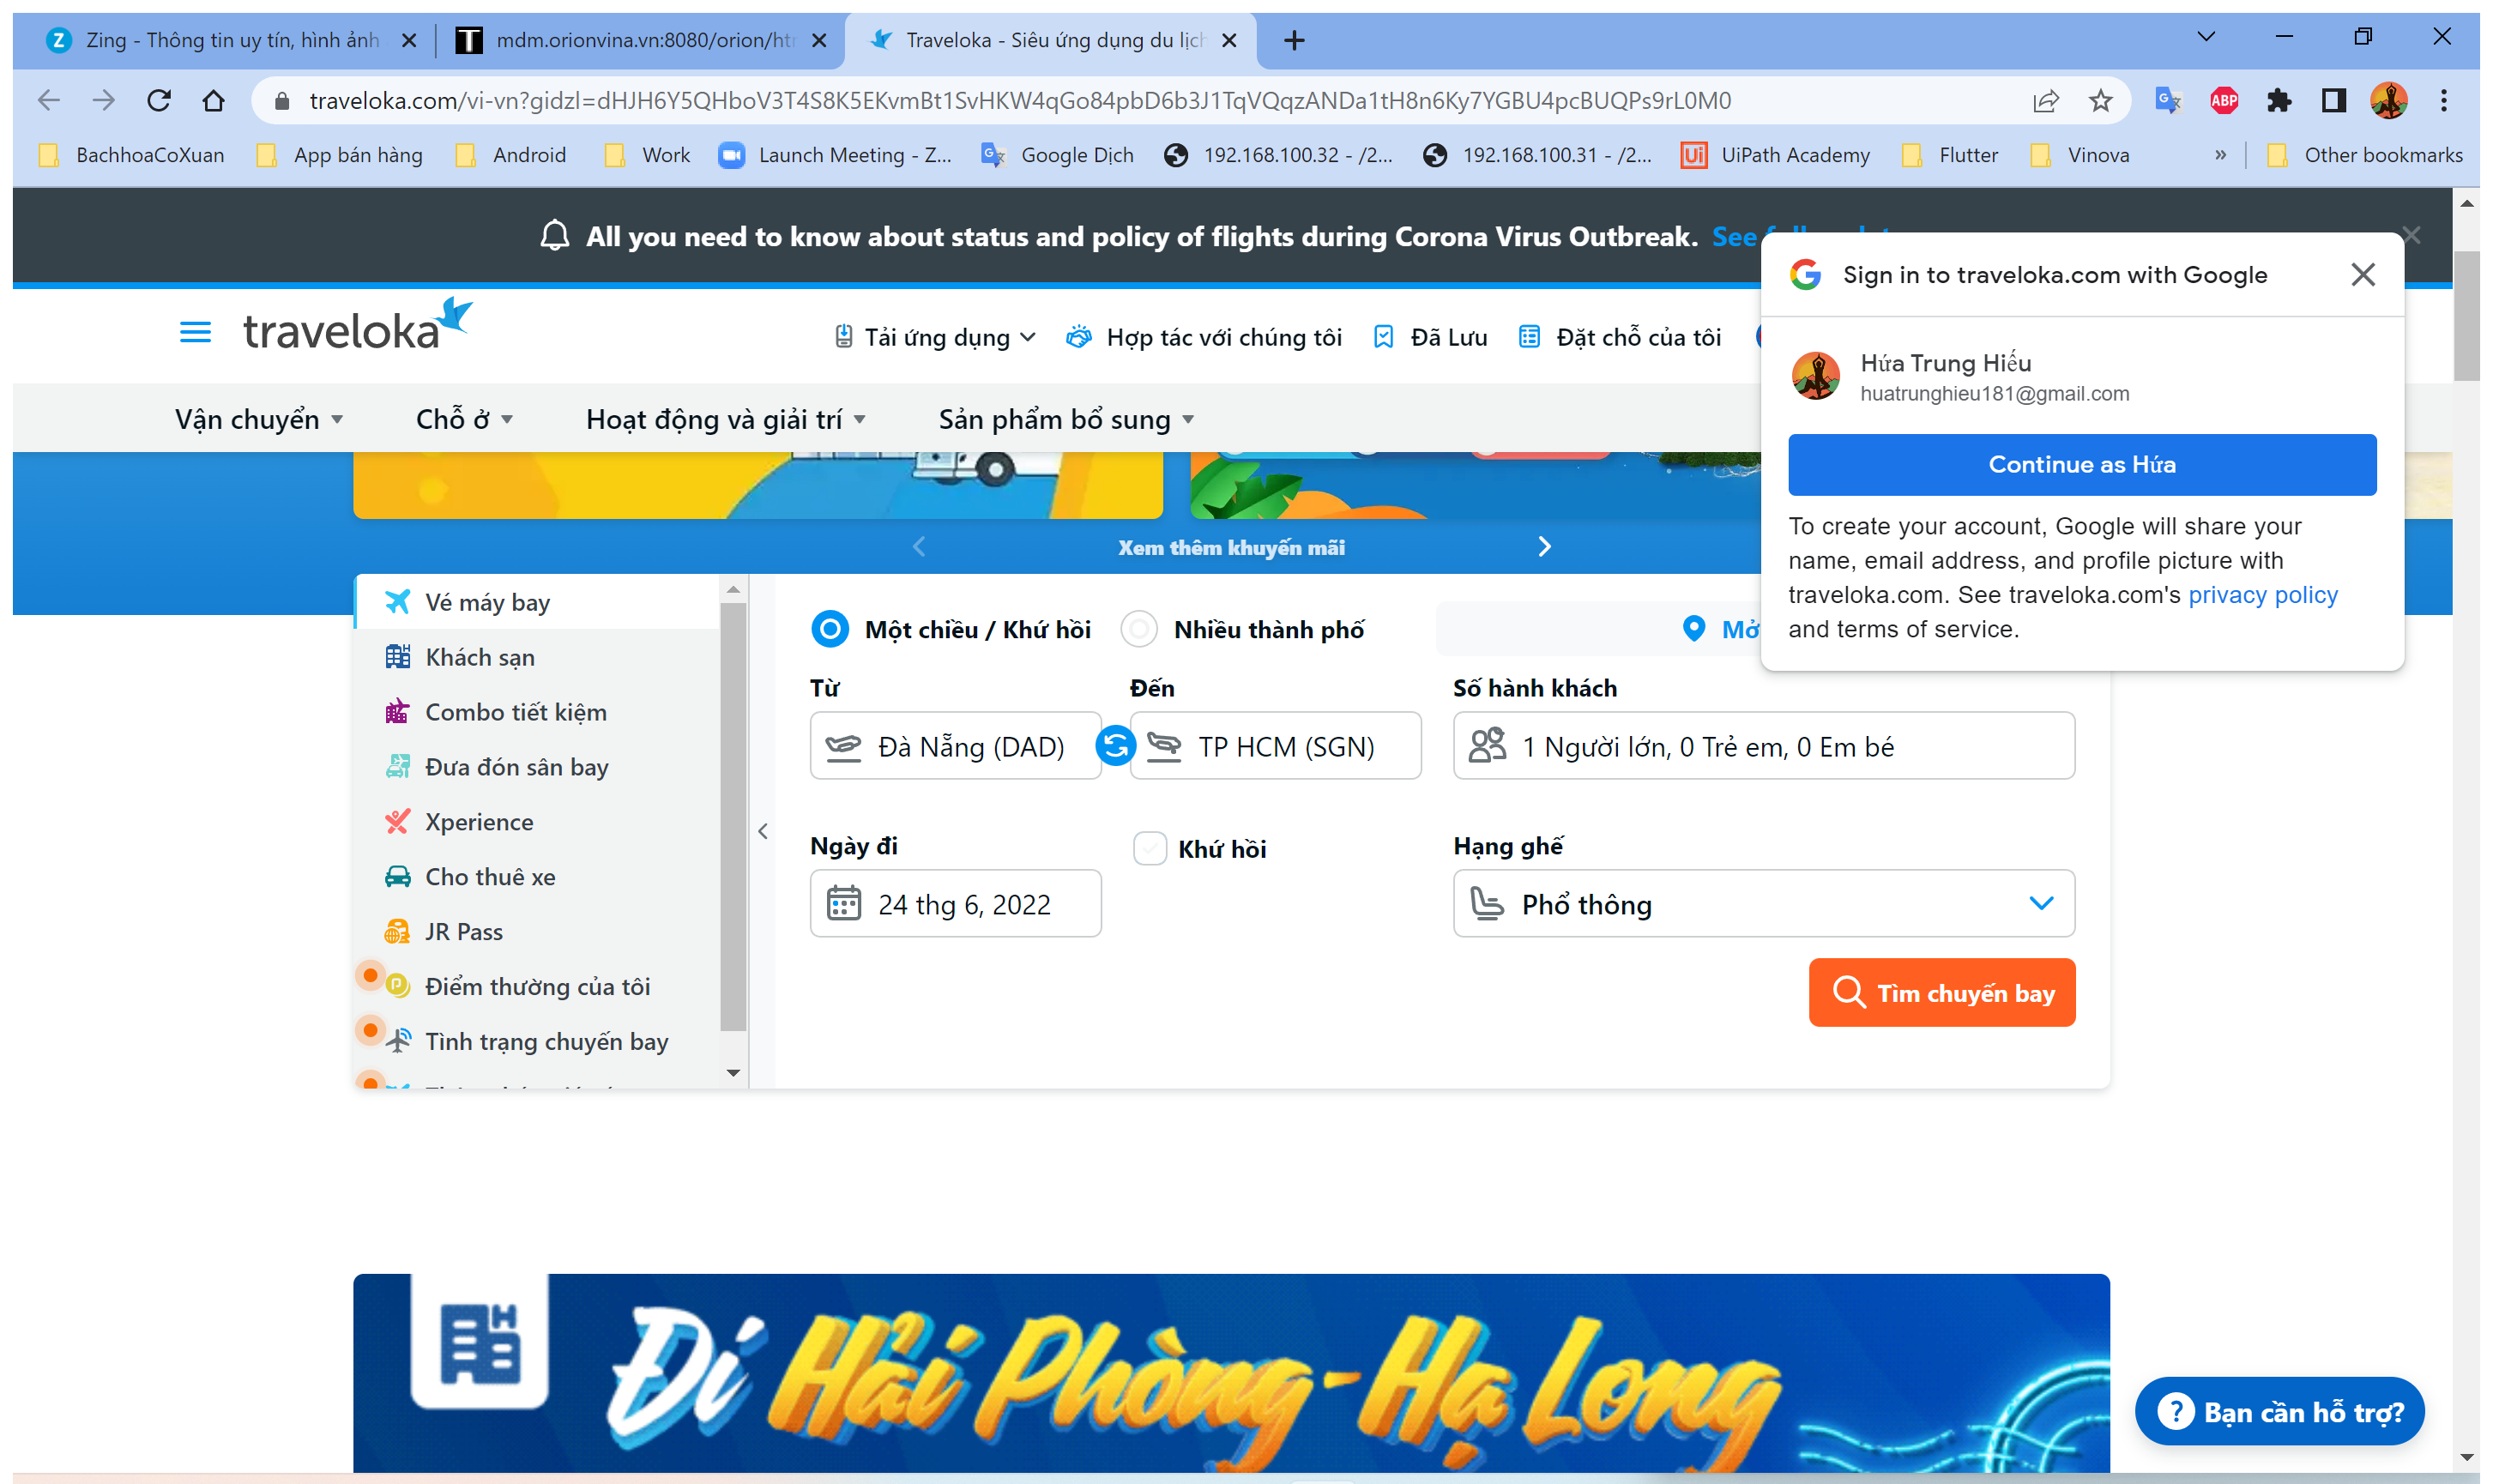 Zing - Thông tin uy tín, hình ảnh
mdm.orionvina.vn:8080/orion/htm
Traveloka - Siêu ứng dụng du lịch
traveloka.com/vi-vn?gidzl=dHJH6Y5QHboV3T4S8K5EKvmBt1SvHKW4qGo84pbD6b3J1TqVQqzANDa1tH8n6Ky7YGBU4pcBUQPs9rL0M0
ABP
BachhoaCoXuan
App bán hàng
Android
Work
Launch Meeting - Z...
Google Dịch
192.168.100.32 - /2...
192.168.100.31 - /2...
UiPath Academy
Flutter
Vinova
Other bookmarks
All you need to know about status and policy of flights during Corona Virus Outbreak. See
Sign in to traveloka.com with Google
Hứa Trung Hiếu
huatrunghieu181@gmail.com
Continue as Hứa
To create your account, Google will share your
name, email address, and profile picture with
traveloka.com. See traveloka.com's privacy policy
and terms of service.
traveloka
Tải ứng dụng
Hợp tác với chúng tôi
Đã Lưu
Đặt chỗ của tôi
Vận chuyển
Chỗ ở
Hoạt động và giải trí
Sản phẩm bổ sung
Xem thêm khuyến mãi
Vé máy bay
Khách sạn
Combo tiết kiệm
Đưa đón sân bay
Xperience
Cho thuê xe
JR Pass
Điểm thường của tôi
Tình trạng chuyến bay
Một chiều / Khứ hồi
Nhiều thành phố
Mở
Từ
Đến
Số hành khách
Đà Nẵng (DAD)
TP HCM (SGN)
1 Người lớn, 0 Trẻ em, 0 Em bé
Ngày đi
Khứ hồi
Hạng ghế
24 thg 6, 2022
Phổ thông
Tìm chuyến bay
Đi Hải Phòng - Hạ Long
Bạn cần hỗ trợ?